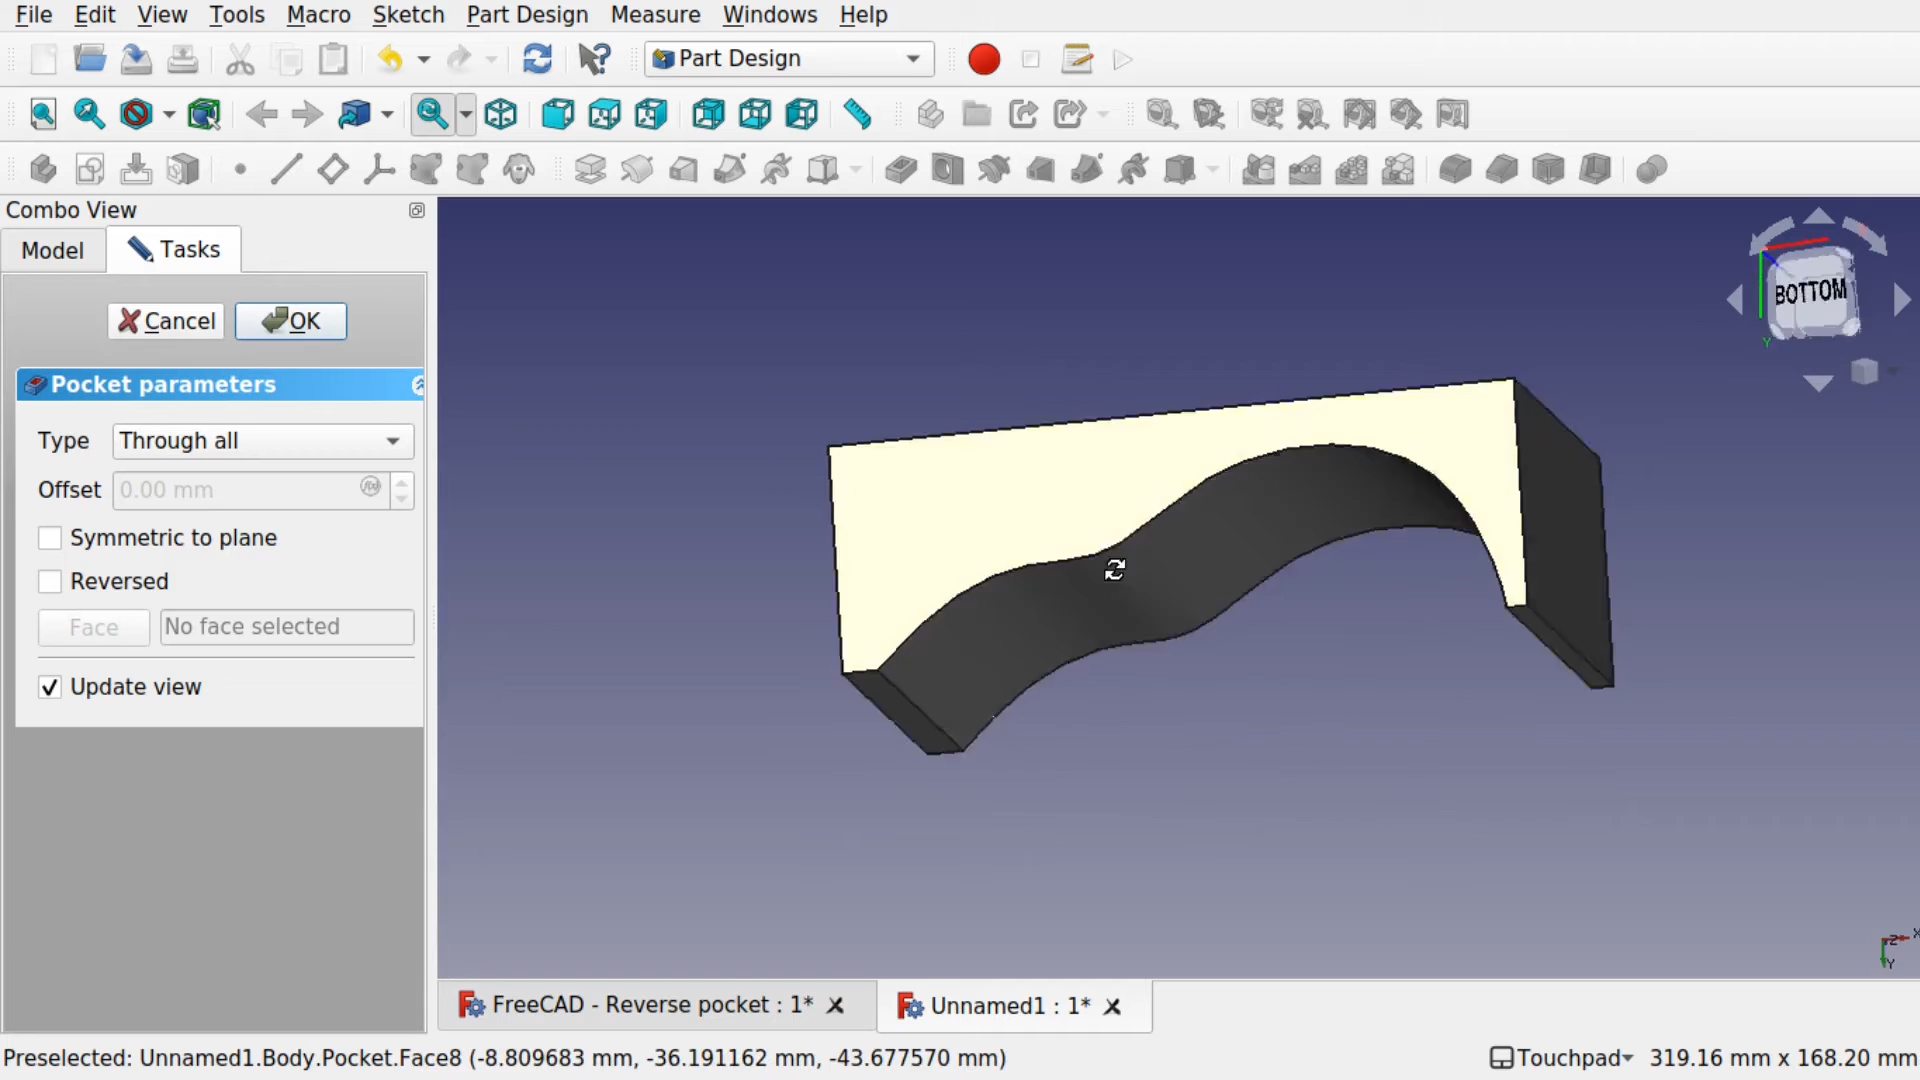 File Edit View Tools Macro Sketch Part Design Measure Windows Help
Part Design
Combo View
Model Tasks
Cancel OK
Pocket parameters
Type Through all
Offset 0.00 mm
Symmetric to plane
Reversed
Face No face selected
Update view
BOTTOM
Y
X
Z
Y
FreeCAD - Reverse pocket : 1* Unnamed1 : 1*
Preselected: Unnamed1.Body.Pocket.Face8 (-8.809683 mm, -36.191162 mm, -43.677570 mm) Touchpad 319.16 mm x 168.20 mm